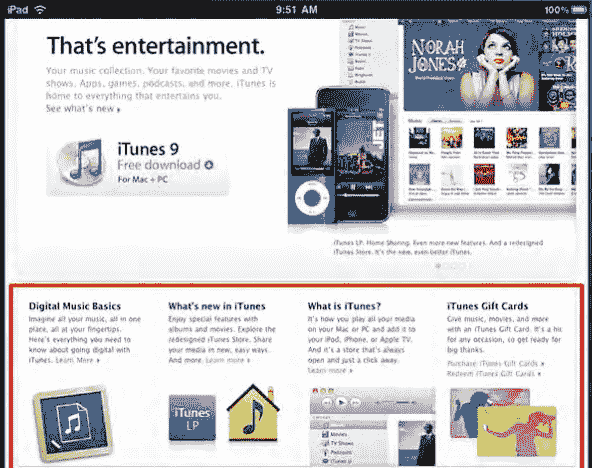 iPad 9:51 AM 100%
That's entertainment.
Your music collection. Your favorite movies and TV
shows. Apps, games, podcasts, and more. iTunes is
home to everything that entertains you.
See what's new
iTunes 9
Free download
For Mac + PC
NORAH
JONES
iTunes LP. Home Sharing. Even more new features. And a redesigned
iTunes Store. It's the new, even-better iTunes.
Digital Music Basics
Imagine all your music, all in one
place, all at your fingertips.
Here's everything you need to
know about going digital with
iTunes. Learn More
What's new in iTunes
Enjoy special features with
albums and movies. Explore the
redesigned iTunes Store. Share
your media in new, easy ways.
And more. Learn more
iTunes
LP
What is iTunes?
It's how you play all your media
on your Mac or PC and add it to
your iPod, iPhone, or Apple TV.
And it's a store that's always
open and just a click away.
Learn more
Movies
TV Shows
Podcasts
iTunes Gift Cards
Give music, movies, and more
with an iTunes Gift Card. It's a hit
for any occasion, so get ready for
big thanks.
Purchase iTunes Gift Cards
Redeem iTunes Gift Cards